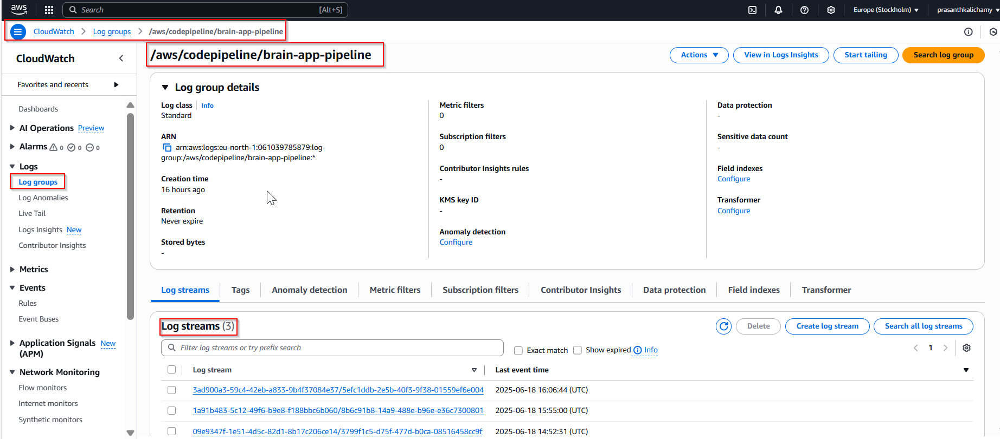 aws
Search [Alt+S]
Europe (Stockholm)
prasanthkalichamy
CloudWatch
Log groups
/aws/codepipeline/brain-app-pipeline
CloudWatch
Favorites and recents
Dashboards
AI Operations Preview
Alarms 0 0 0
Logs
Log groups
Log Anomalies
Live Tail
Logs Insights New
Contributor Insights
Metrics
Events
Rules
Event Buses
Application Signals New
(APM)
Network Monitoring
Flow monitors
Internet monitors
Synthetic monitors
/aws/codepipeline/brain-app-pipeline
Actions
View in Logs Insights
Start tailing
Search log group
Log group details
Log class Info
Standard
ARN
arn:aws:logs:eu-north-1:061039785879:log-
group:/aws/codepipeline/brain-app-pipeline:*
Creation time
16 hours ago
Retention
Never expire
Stored bytes
-
Metric filters
0
Subscription filters
0
Contributor Insights rules
-
KMS key ID
-
Anomaly detection
Configure
Data protection
-
Sensitive data count
-
Field indexes
Configure
Transformer
Configure
Log streams
Tags
Anomaly detection
Metric filters
Subscription filters
Contributor Insights
Data protection
Field indexes
Transformer
Log streams (3)
Delete
Create log stream
Search all log streams
Filter log streams or try prefix search
Exact match
Show expired
Info
1
Log stream
Last event time
3ad900a3-59c4-42eb-a833-9b4f37084e37/5efc1ddb-2e5b-40f3-9f38-01559ef6e004 2025-06-18 16:06:44 (UTC)
1a91b483-5c12-49f6-b9e8-f188bbc6b060/8b6c91b8-14a9-488e-b96e-e36c7300801 2025-06-18 15:55:00 (UTC)
09e9347f-1e51-4d5c-82d1-8b17c206ce14/3799f1c5-d75f-477d-b0ca-08516458cc9f 2025-06-18 14:52:31 (UTC)